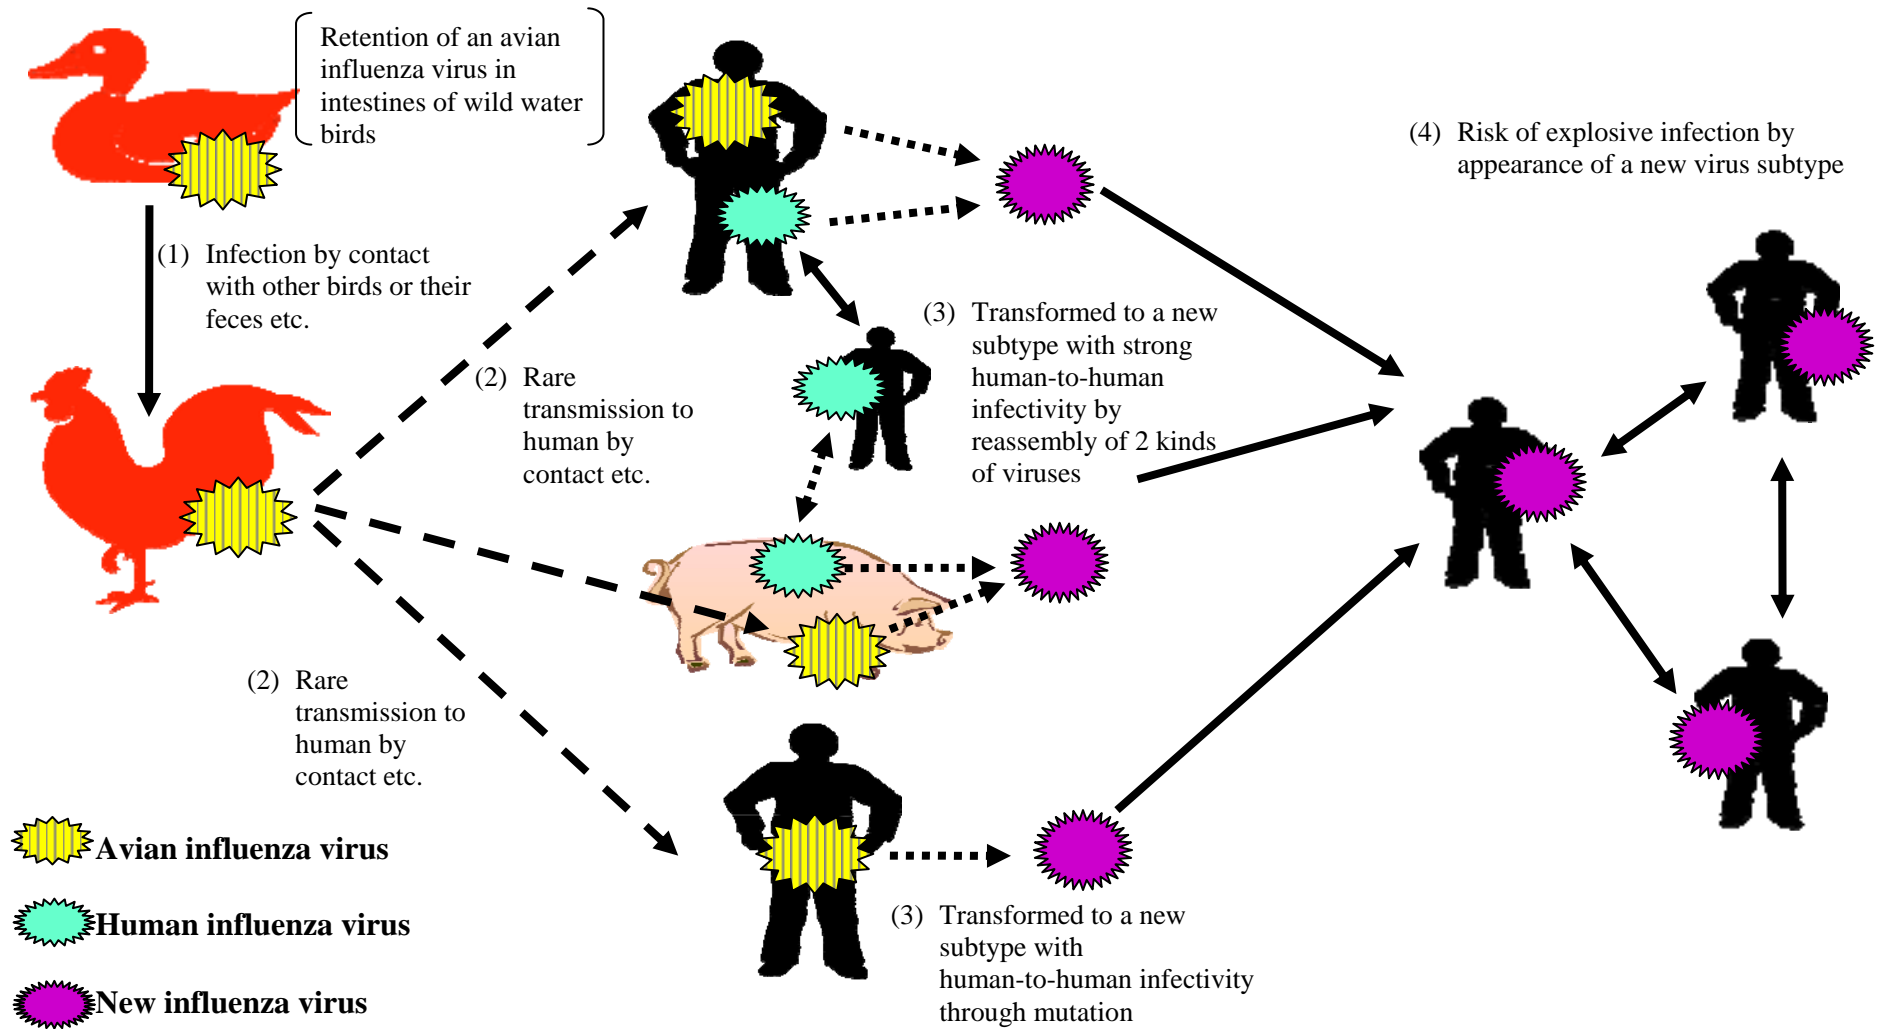 Retention of an avian
influenza virus in
intestines of wild water
birds
(4) Risk of explosive infection by
appearance of a new virus subtype
(1) Infection by contact
with other birds or their
feces etc.
(3) Transformed to a new
subtype with strong
human-to-human
infectivity by
reassembly of 2 kinds
of viruses
(2) Rare
transmission to
human by
contact etc.
(2) Rare
transmission to
human by
contact etc.
(3) Transformed to a new
subtype with
human-to-human infectivity
through mutation
Avian influenza virus
Human influenza virus
New influenza virus